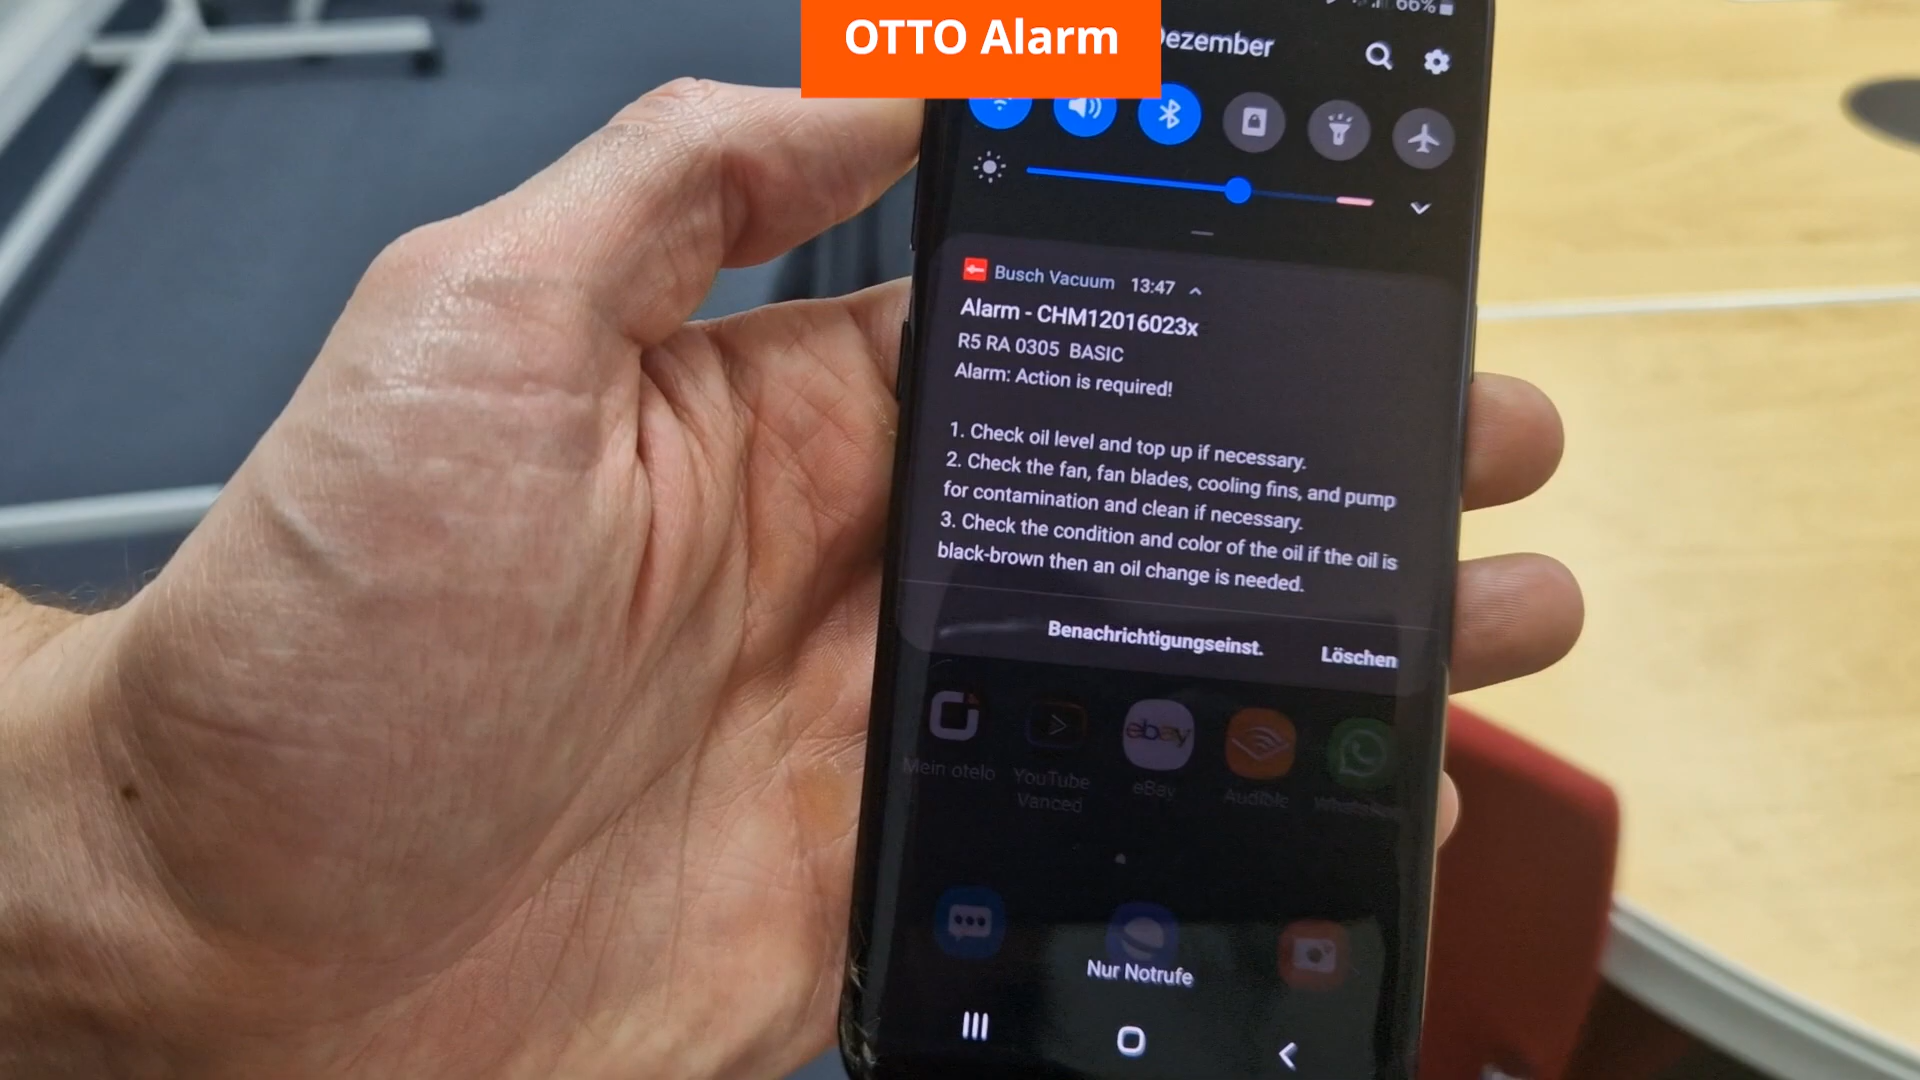 OTTO Alarm
66%
Dezember
Busch Vacuum 13:47
Alarm - CHM12016023x
R5 RA 0305 BASIC
Alarm: Action is required!
1. Check oil level and top up if necessary.
2. Check the fan, fan blades, cooling fins, and pump
for contamination and clean if necessary.
3. Check the condition and color of the oil if the oil is
black-brown then an oil change is needed.
Benachrichtigungseinst. Löschen
ebay
Mein otelo YouTube Vanced eBay Audible WhatsApp
Nur Notrufe